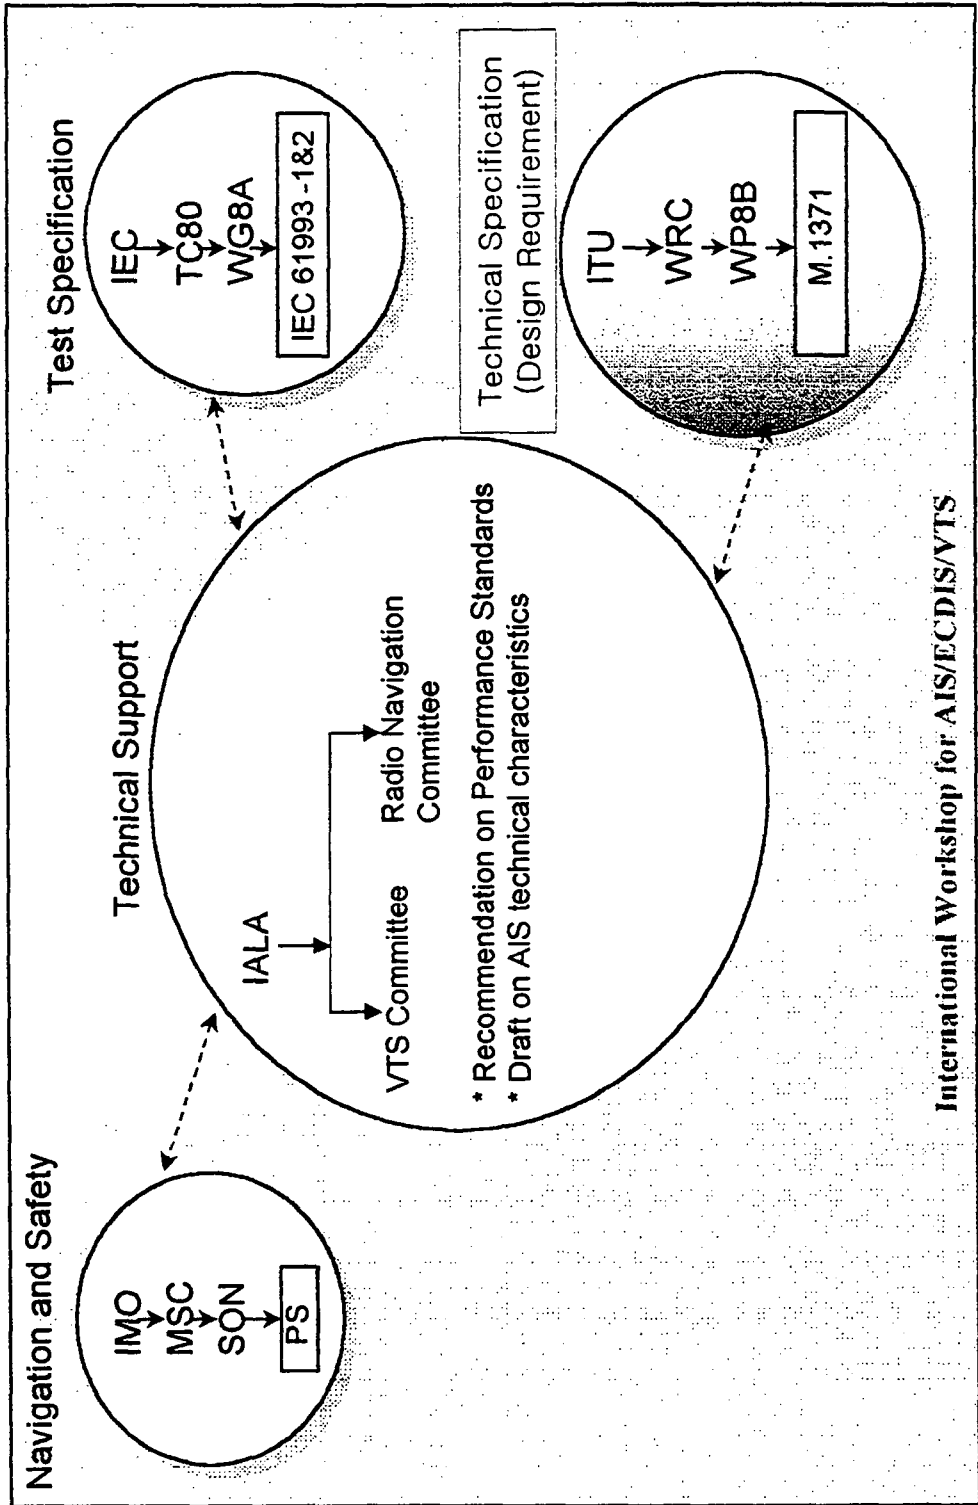 Navigation and Safety
IMO
MSC
SON
PS
Technical Support
IALA
VTS Committee
Radio Navigation
Committee
* Recommendation on Performance Standards
* Draft on AIS technical characteristics
Test Specification
IEC
TC80
WG8A
IEC 61993 -1&2
Technical Specification
(Design Requirement)
ITU
WRC
WP8B
M.1371
International Workshop for AIS/ECDIS/VTS